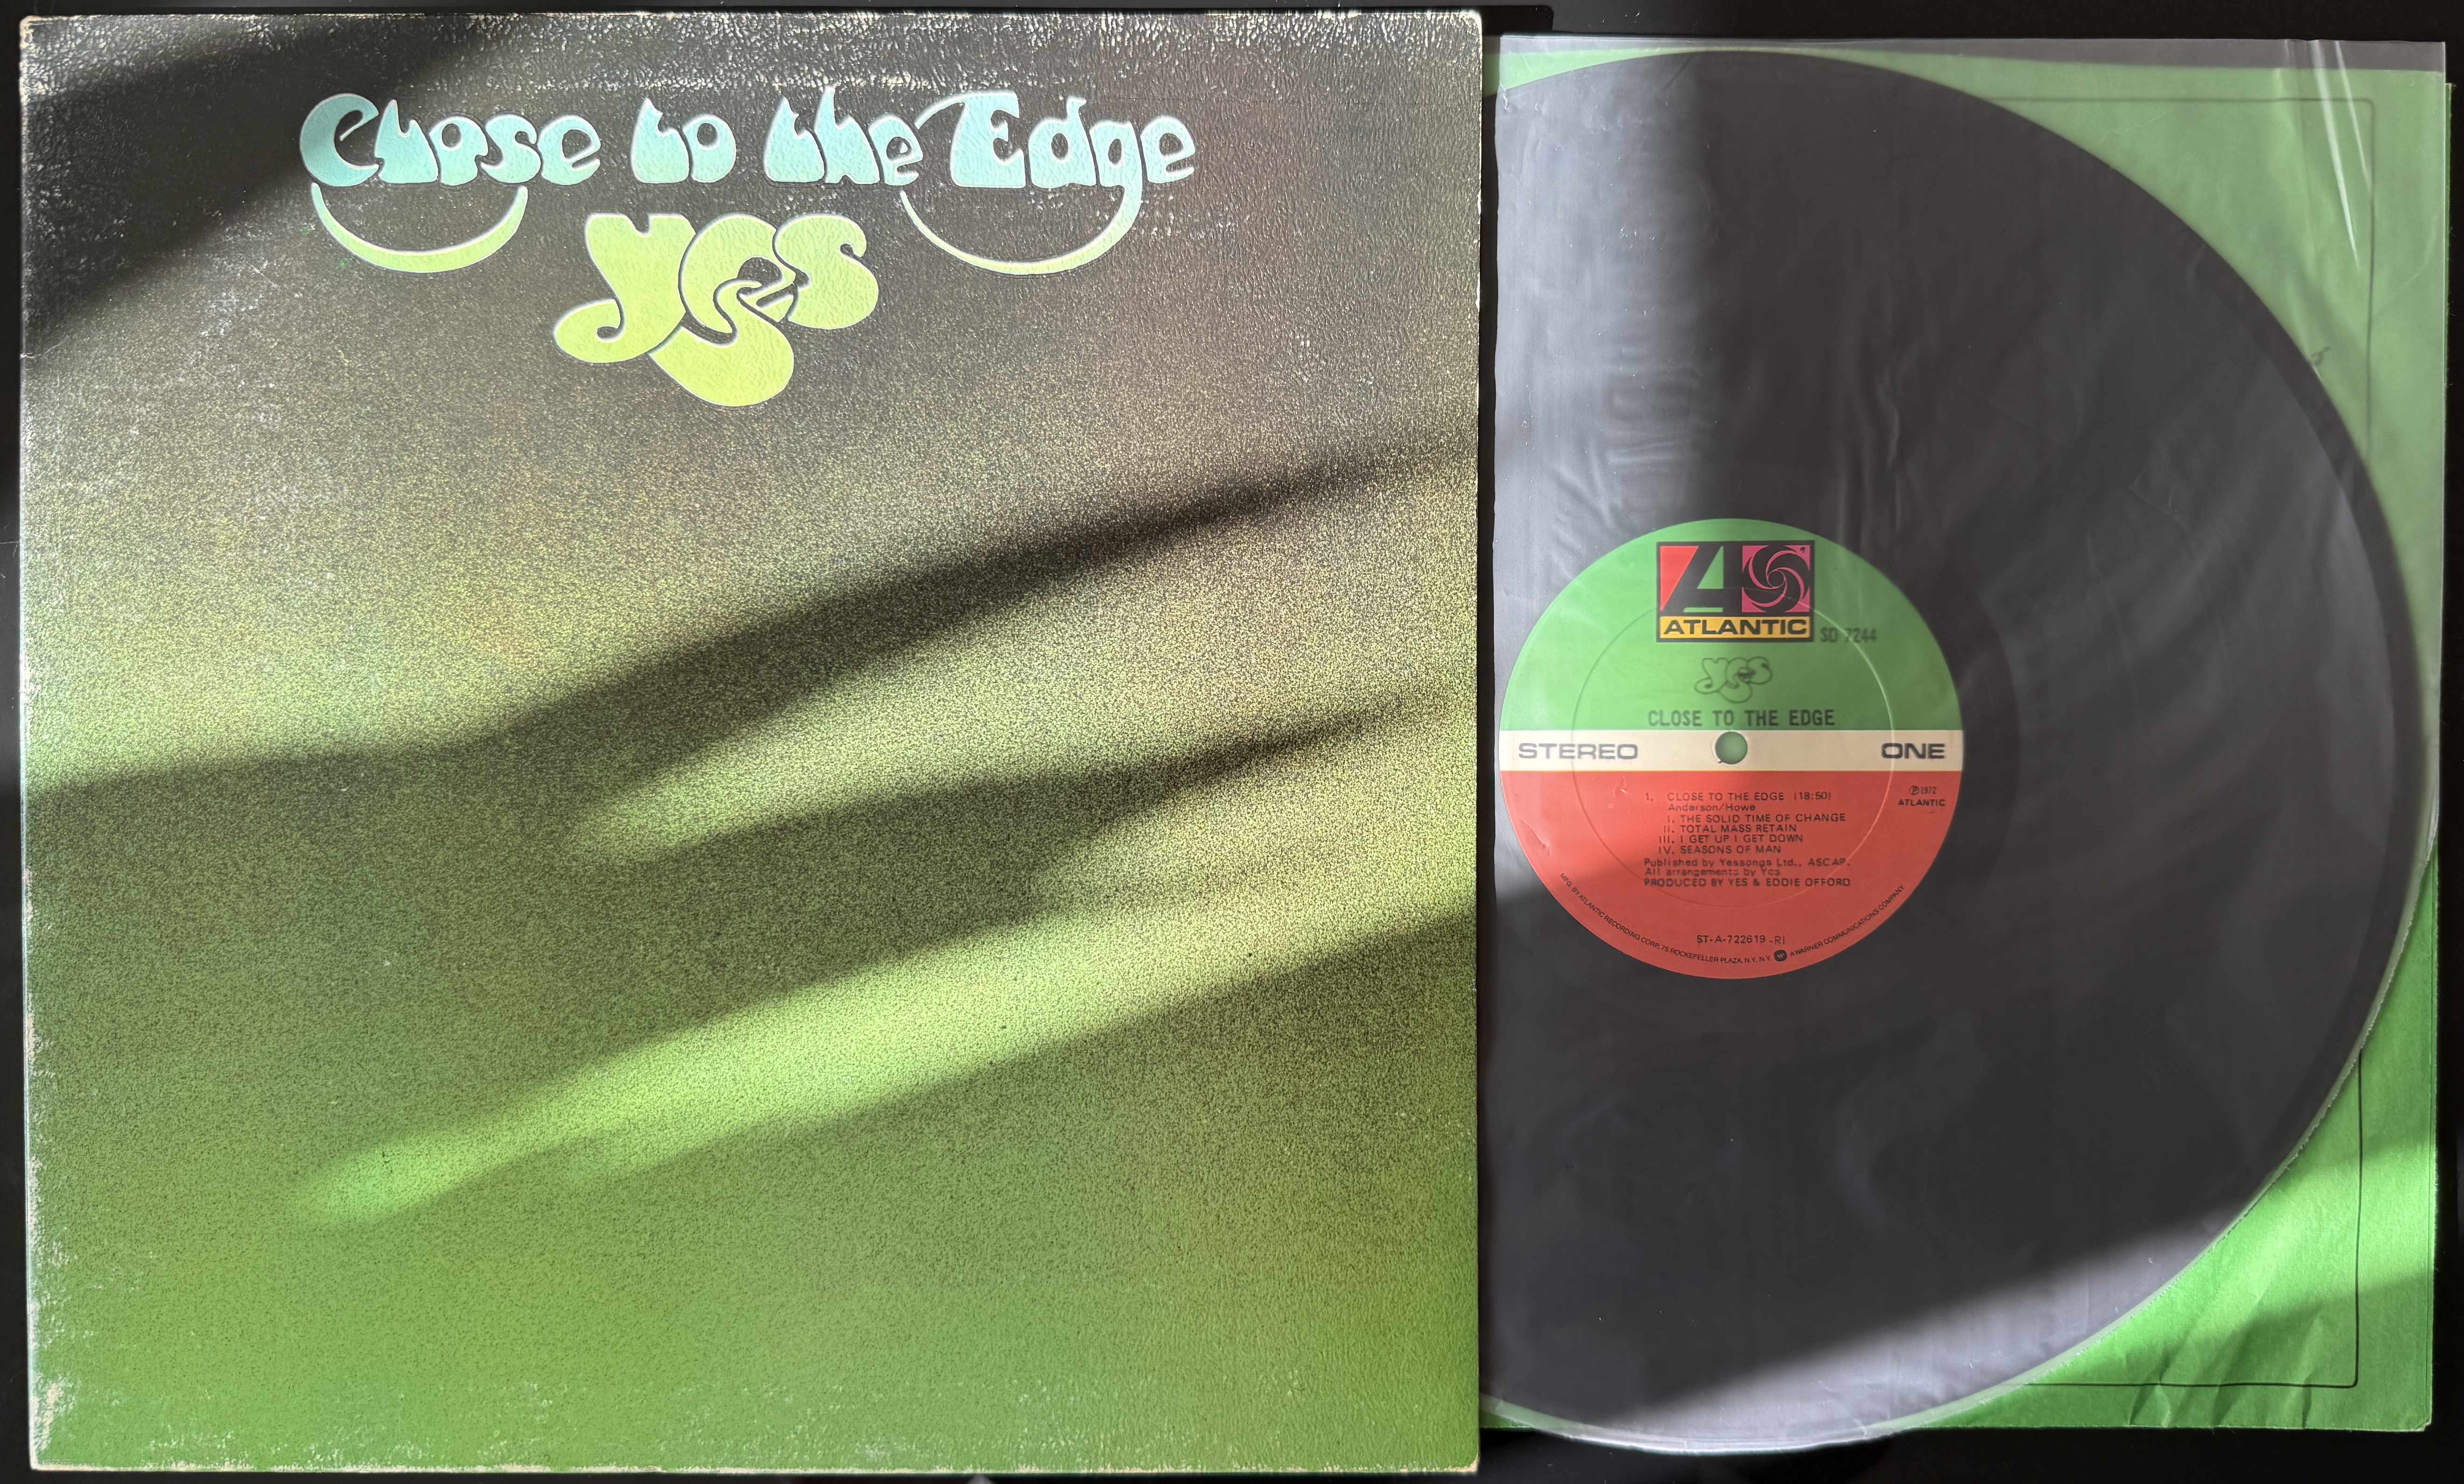 Close to the Edge
yes
ATLANTIC
SD 7244
yes
CLOSE TO THE EDGE
STEREO
ONE
1. CLOSE TO THE EDGE (18:50)
Anderson/Howe
I. THE SOLID TIME OF CHANGE
II. TOTAL MASS RETAIN
III. I GET UP I GET DOWN
IV. SEASONS OF MAN
Published by Yessongs Ltd., ASCAP.
All arrangements by Yes
PRODUCED BY YES & EDDIE OFFORD
℗1972
ATLANTIC
ST-A-722619-RI
MFG. BY ATLANTIC RECORDING CORP., 75 ROCKEFELLER PLAZA, N.Y., N.Y. A WARNER COMMUNICATIONS COMPANY